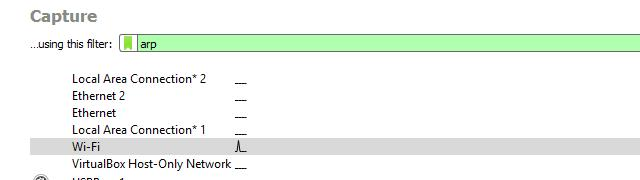 Capture
...using this filter: arp
Local Area Connection* 2
Ethernet 2
Ethernet
Local Area Connection* 1
Wi-Fi
VirtualBox Host-Only Network